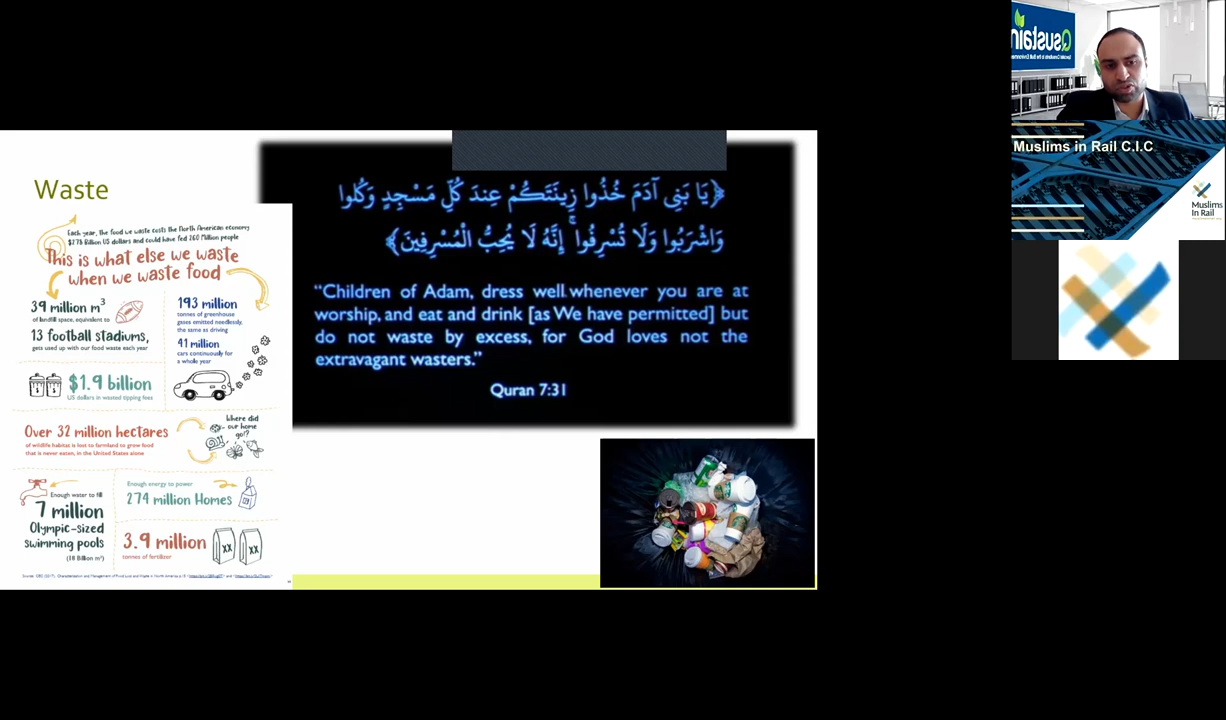 Waste
Each year, the food we waste costs the North American economy
$278 Billion US dollars and could have fed 260 Million people
This is what else we waste
when we waste food
39 million m³
of landfill space, equivalent to
13 football stadiums,
gets used up with our food waste each year
193 million
tonnes of greenhouse
gases emitted needlessly,
the same as driving
41 million
cars continuously for
a whole year
$1.9 billion
US dollars in wasted tipping fees
Over 32 million hectares
of wildlife habitat is lost to farmland to grow food
that is never eaten, in the United States alone
Where did
our home
go!?
Enough water to fill
7 million
Olympic-sized
swimming pools
(18 Billion m³)
Enough energy to power
274 million Homes
3.9 million
tonnes of fertilizer
XX XX
﴿يَا بَنِي آدَمَ خُذُوا زِينَتَكُمْ عِندَ كُلِّ مَسْجِدٍ وَكُلُوا
وَاشْرَبُوا وَلَا تُسْرِفُوا ۚ إِنَّهُ لَا يُحِبُّ الْمُسْرِفِينَ﴾
“Children of Adam, dress well whenever you are at
worship, and eat and drink [as We have permitted] but
do not waste by excess, for God loves not the
extravagant wasters.”
Quran 7:31
Qsustain
Muslims in Rail C.I.C
Muslims
In Rail